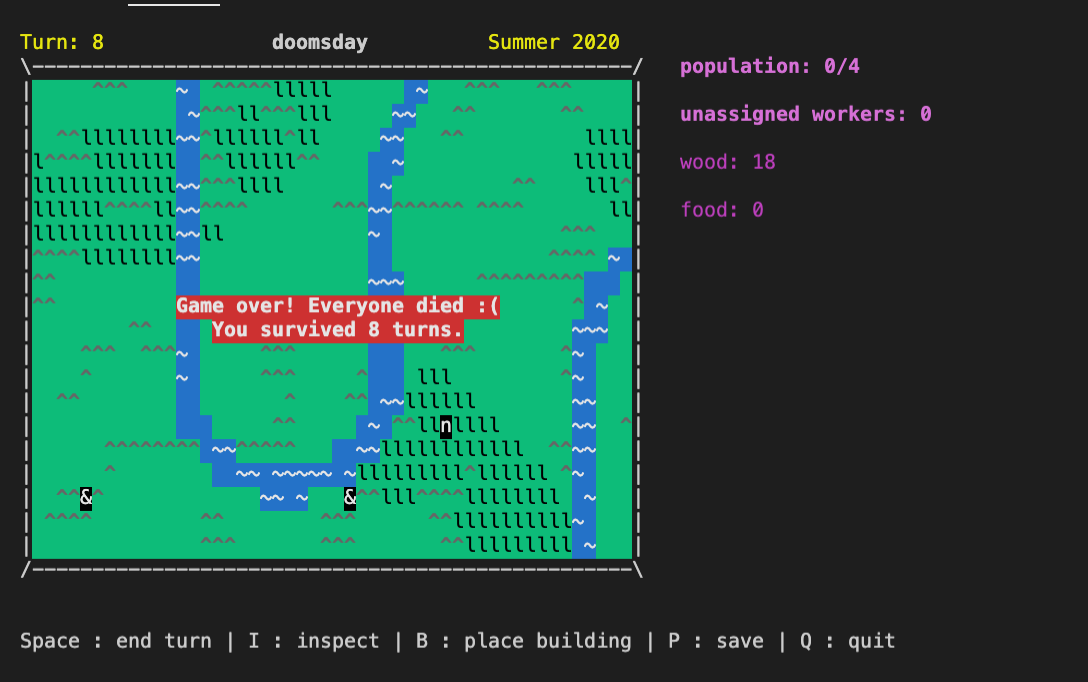 Turn: 8 doomsday Summer 2020
population: 0/4
unassigned workers: 0
wood: 18
food: 0
Game over! Everyone died :(
You survived 8 turns.
Space : end turn | I : inspect | B : place building | P : save | Q : quit